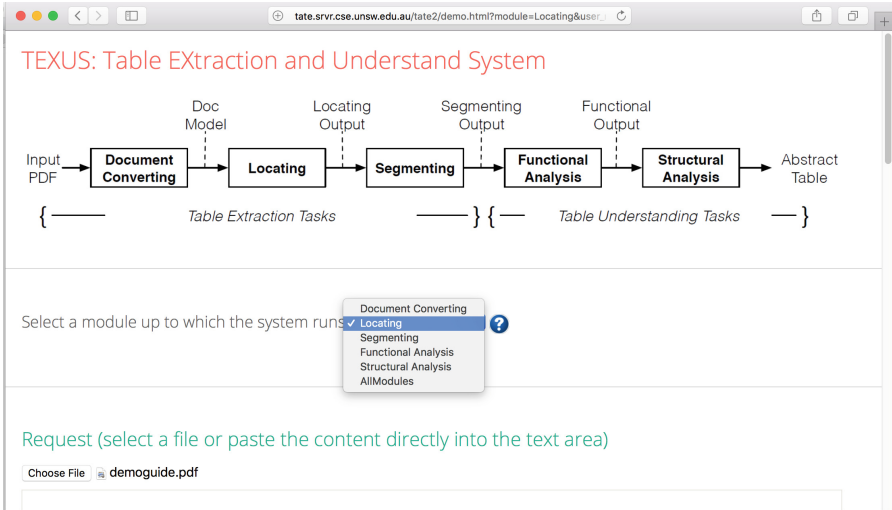 tate.srvr.cse.unsw.edu.au/tate2/demo.html?module=Locating&user_
TEXUS: Table EXtraction and Understand System
Doc Model
Locating Output
Segmenting Output
Functional Output
Input PDF
Document Converting
Locating
Segmenting
Functional Analysis
Structural Analysis
Abstract Table
{ Table Extraction Tasks } { Table Understanding Tasks }
Select a module up to which the system runs
Document Converting
✓ Locating
Segmenting
Functional Analysis
Structural Analysis
AllModules
?
Request (select a file or paste the content directly into the text area)
Choose File demoguide.pdf